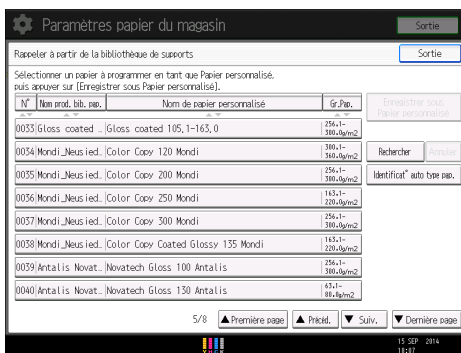 Paramètres papier du magasin
Sortie
Rappeler à partir de la bibliothèque de supports
Sortie
Sélectionner un papier à programmer en tant que Papier personnalisé,
puis appuyer sur [Enregistrer sous Papier personnalisé].
N° Nom prod. bib. pap. Nom de papier personnalisé Gr.Pap.
Enregistrer sous
Papier personnalisé
0033 Gloss coated _ Gloss coated 105,1-163,0 256.1-
300.0g/m2
0034 Mondi_Neusied_ Color Copy 120 Mondi 300.1-
360.0g/m2
Rechercher Annuler
0035 Mondi_Neusied_ Color Copy 200 Mondi 256.1-
300.0g/m2
Identificat° auto type pap.
0036 Mondi_Neusied_ Color Copy 250 Mondi 163.1-
220.0g/m2
0037 Mondi_Neusied_ Color Copy 300 Mondi 256.1-
300.0g/m2
0038 Mondi_Neusied_ Color Copy Coated Glossy 135 Mondi 163.1-
220.0g/m2
0039 Antalis Novat_ Novatech Gloss 100 Antalis 256.1-
300.0g/m2
0040 Antalis Novat_ Novatech Gloss 130 Antalis 63.1-
80.0g/m2
5/8 ▲Première page ▲ Précéd. ▼ Suiv. ▼ Dernière page
Y M C K
15 SEP 2014
18:07